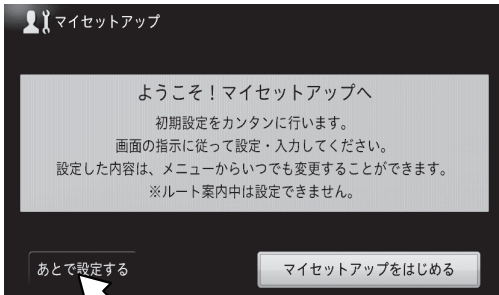 マイセットアップ
ようこそ！マイセットアップへ
初期設定をカンタンに行います。
画面の指示に従って設定・入力してください。
設定した内容は、メニューからいつでも変更することができます。
※ルート案内中は設定できません。
あとで設定する
マイセットアップをはじめる